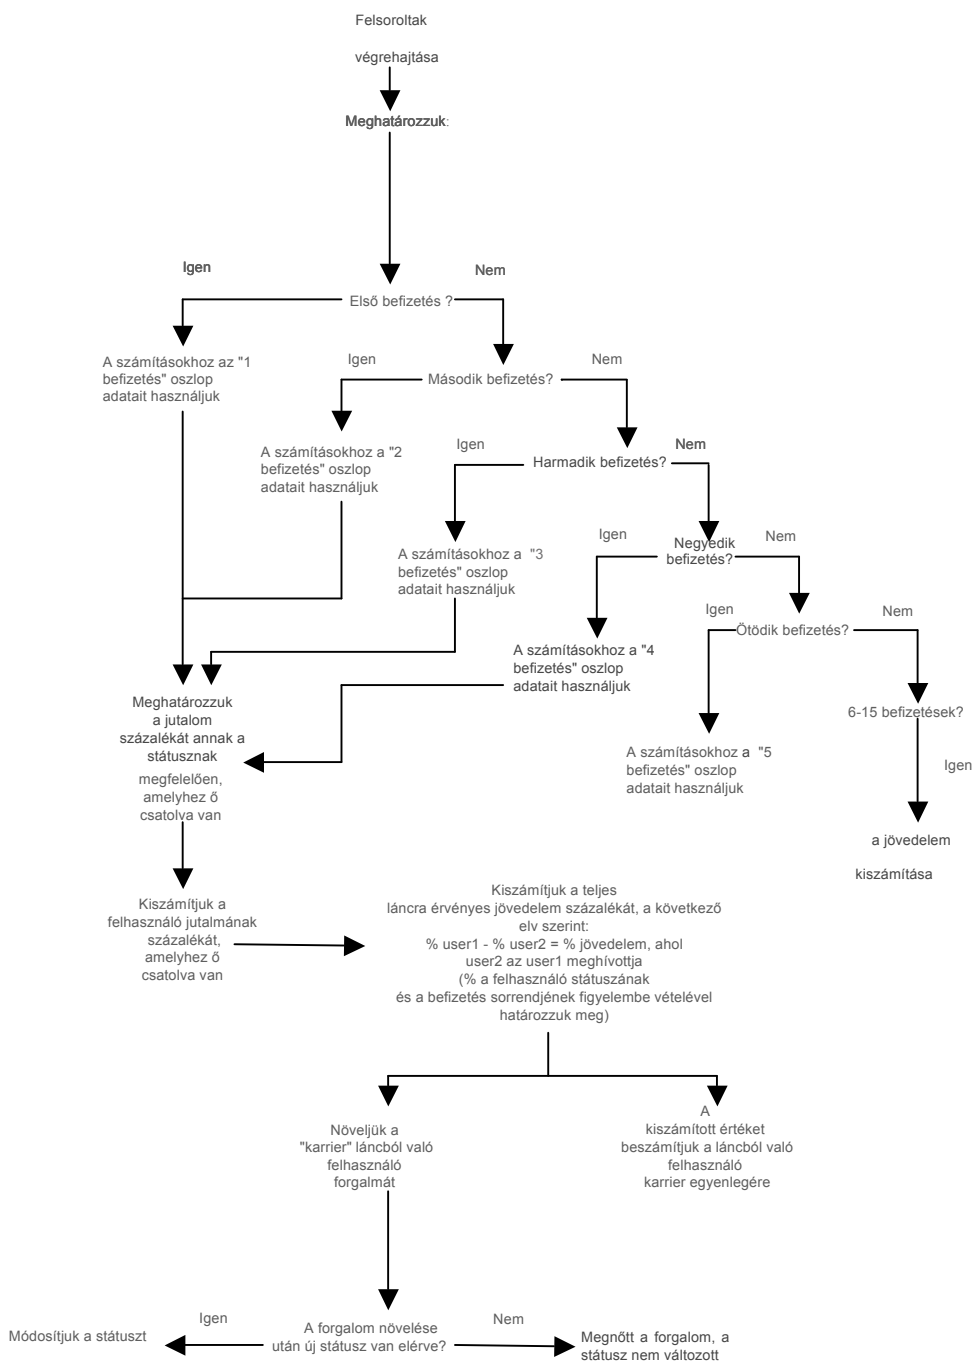 Felsoroltak
végrehajtása
Meghatározzuk:
Igen
Nem
Első befizetés ?
A számításokhoz az "1
befizetés" oszlop
adatait használjuk
Igen
Nem
Második befizetés?
A számításokhoz a "2
befizetés" oszlop
adatait használjuk
Igen
Nem
Harmadik befizetés?
A számításokhoz a "3
befizetés" oszlop
adatait használjuk
Igen
Nem
Negyedik
befizetés?
A számításokhoz a "4
befizetés" oszlop
adatait használjuk
Igen
Nem
Ötödik befizetés?
A számításokhoz a "5
befizetés" oszlop
adatait használjuk
6-15 befizetések?
Igen
a jövedelem
kiszámítása
Meghatározzuk
a jutalom
százalékát annak a
státusznak
megfelelően,
amelyhez ő
csatolva van
Kiszámítjuk a
felhasználó jutalmának
százalékát,
amelyhez ő
csatolva van
Kiszámítjuk a teljes
láncra érvényes jövedelem százalékát, a következő
elv szerint:
% user1 - % user2 = % jövedelem, ahol
user2 az user1 meghívottja
(% a felhasználó státuszának
és a befizetés sorrendjének figyelembe vételével
határozzuk meg)
Növeljük a
"karrier" láncból való
felhasználó
forgalmát
A
kiszámított értéket
beszámítjuk a láncból való
felhasználó
karrier egyenlegére
Igen
Nem
Módosítjuk a státuszt
A forgalom növelése
után új státusz van elérve?
Megnőtt a forgalom, a
státusz nem változott